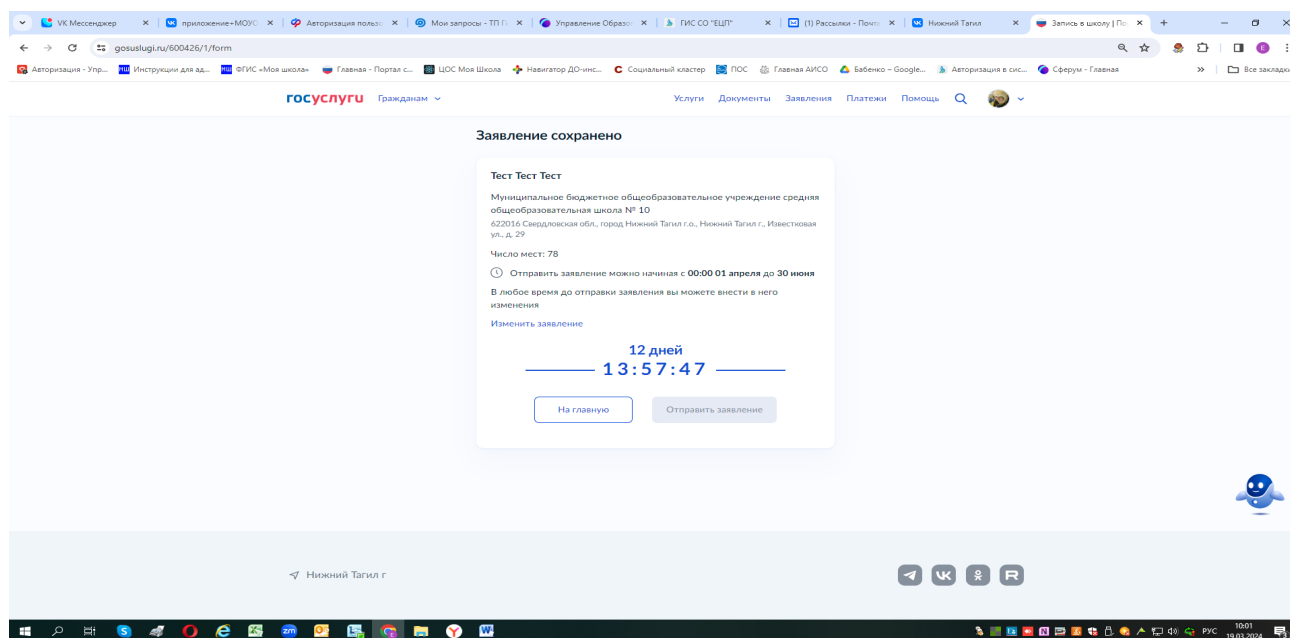 VK Мессенджер
приложение+МОУО
Авторизация пользо
Мои запросы - ТП Г
Управление Образо
ГИС СО "ЕЦП"
(1) Рассылки - Почта
Нижний Тагил
Запись в школу | По
gosuslugi.ru/600426/1/form
Авторизация - Упр...
Инструкции для ад...
ФГИС «Моя школа»
Главная - Портал с...
ЦОС Моя Школа
Навигатор ДО-инс...
Социальный кластер
ПОС
Главная АИСО
Бабенко – Google...
Авторизация в сис...
Сферум - Главная
Все закладки
госуслуги
Гражданам
Услуги Документы Заявления Платежи Помощь
Заявление сохранено
Тест Тест Тест
Муниципальное бюджетное общеобразовательное учреждение средняя
общеобразовательная школа № 10
622016 Свердловская обл., город Нижний Тагил г.о., Нижний Тагил г., Известковая
ул., д. 29
Число мест: 78
Отправить заявление можно начиная с 00:00 01 апреля до 30 июня
В любое время до отправки заявления вы можете внести в него
изменения
Изменить заявление
12 дней
13:57:47
На главную
Отправить заявление
Нижний Тагил г
РУС
10:01
19.03.2024